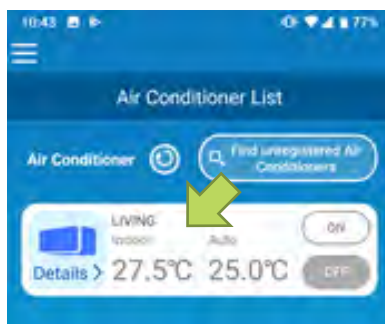 10:43 77%
Air Conditioner List
Air Conditioner
Find unregistered Air
Conditioners
LIVING
Indoor Auto
ON
Details > 27.5℃ 25.0℃ OFF